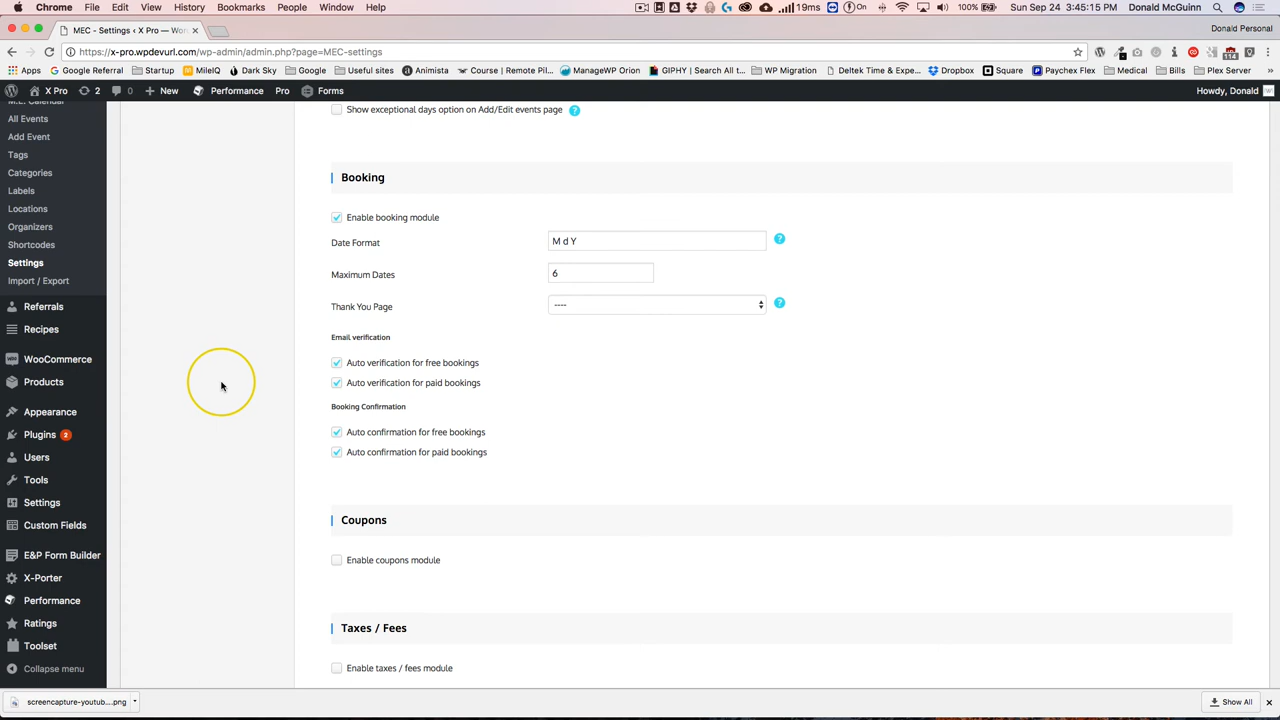 Chrome File Edit View History Bookmarks People Window Help 19ms On 100% Sun Sep 24 3:45:15 PM Donald McGuinn
MEC - Settings < X Pro — Wor Donald Personal
https://x-pro.wpdevurl.com/wp-admin/admin.php?page=MEC-settings
Apps Google Referral Startup MileIQ Dark Sky Google Useful sites Animista Course | Remote Pil... ManageWP Orion GIPHY | Search All t... WP Migration Deltek Time & Expe... Dropbox Square Paychex Flex Medical Bills Plex Server
X Pro 2 0 New Performance Pro Forms Howdy, Donald
M.E. Calendar
All Events
Add Event
Tags
Categories
Labels
Locations
Organizers
Shortcodes
Settings
Import / Export
Referrals
Recipes
WooCommerce
Products
Appearance
Plugins 2
Users
Tools
Settings
Custom Fields
E&P Form Builder
X-Porter
Performance
Ratings
Toolset
Collapse menu
Show exceptional days option on Add/Edit events page ?
Booking
Enable booking module
Date Format M d Y ?
Maximum Dates 6
Thank You Page ---- ?
Email verification
Auto verification for free bookings
Auto verification for paid bookings
Booking Confirmation
Auto confirmation for free bookings
Auto confirmation for paid bookings
Coupons
Enable coupons module
Taxes / Fees
Enable taxes / fees module
screencapture-youtub....png Show All